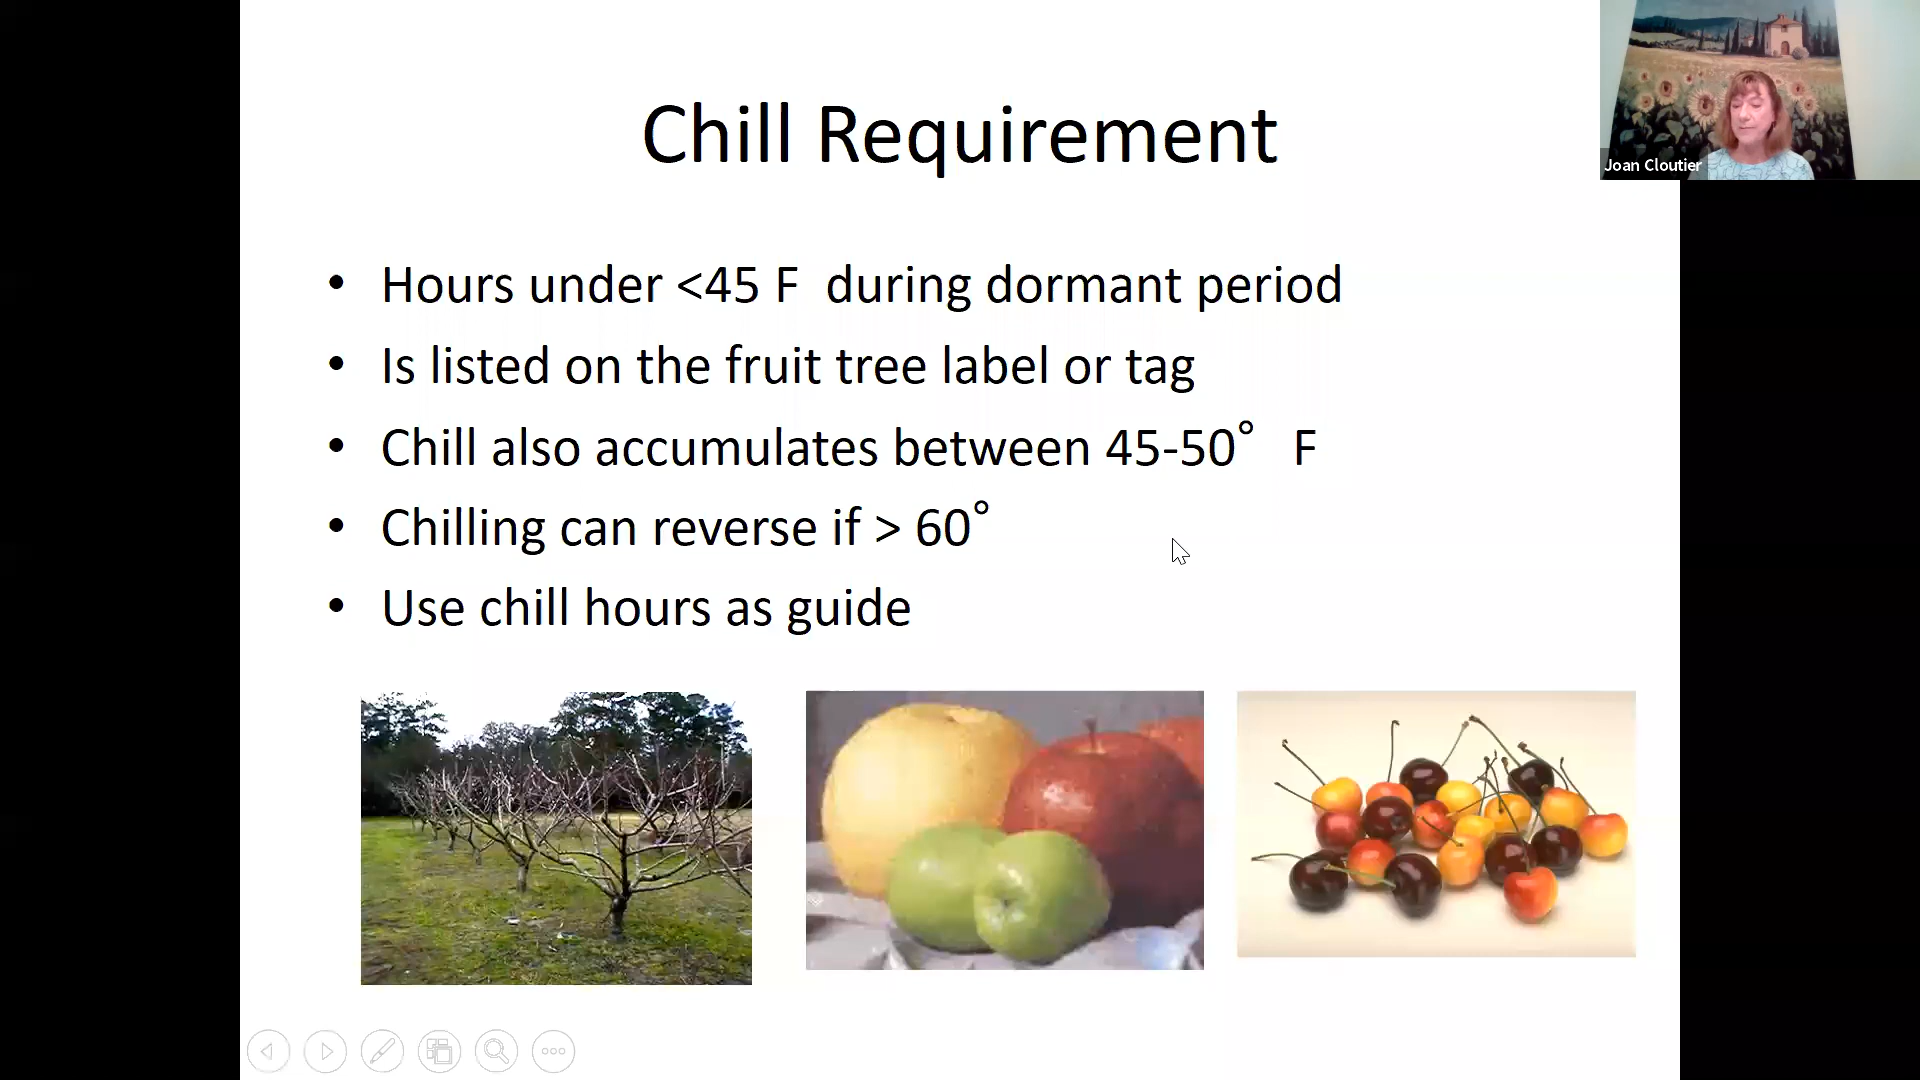 Chill Requirement
Joan Cloutier
• Hours under <45 F  during dormant period
• Is listed on the fruit tree label or tag
• Chill also accumulates between 45-50°  F
• Chilling can reverse if > 60°
• Use chill hours as guide